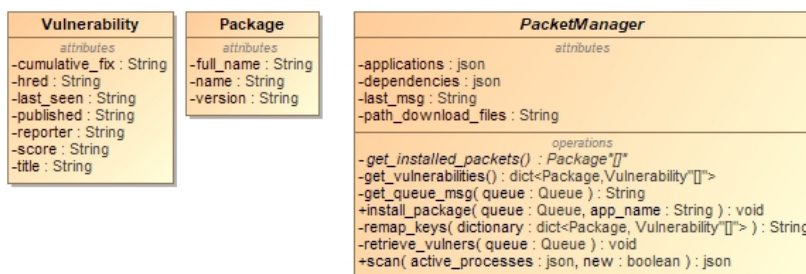 Vulnerability
attributes
-cumulative_fix : String
-hred : String
-last_seen : String
-published : String
-reporter : String
-score : String
-title : String
Package
attributes
-full_name : String
-name : String
-version : String
PacketManager
attributes
-applications : json
-dependencies : json
-last_msg : String
-path_download_files : String
operations
-get_installed_packets() : Package"[]"
-get_vulnerabilities() : dict<Package,Vulnerability"[]">
-get_queue_msg( queue : Queue ) : String
+install_package( queue : Queue, app_name : String ) : void
-remap_keys( dictionary : dict<Package, Vulnerability"[]"> ) : String
-retrieve_vulners( queue : Queue ) : void
+scan( active_processes : json, new : boolean ) : json